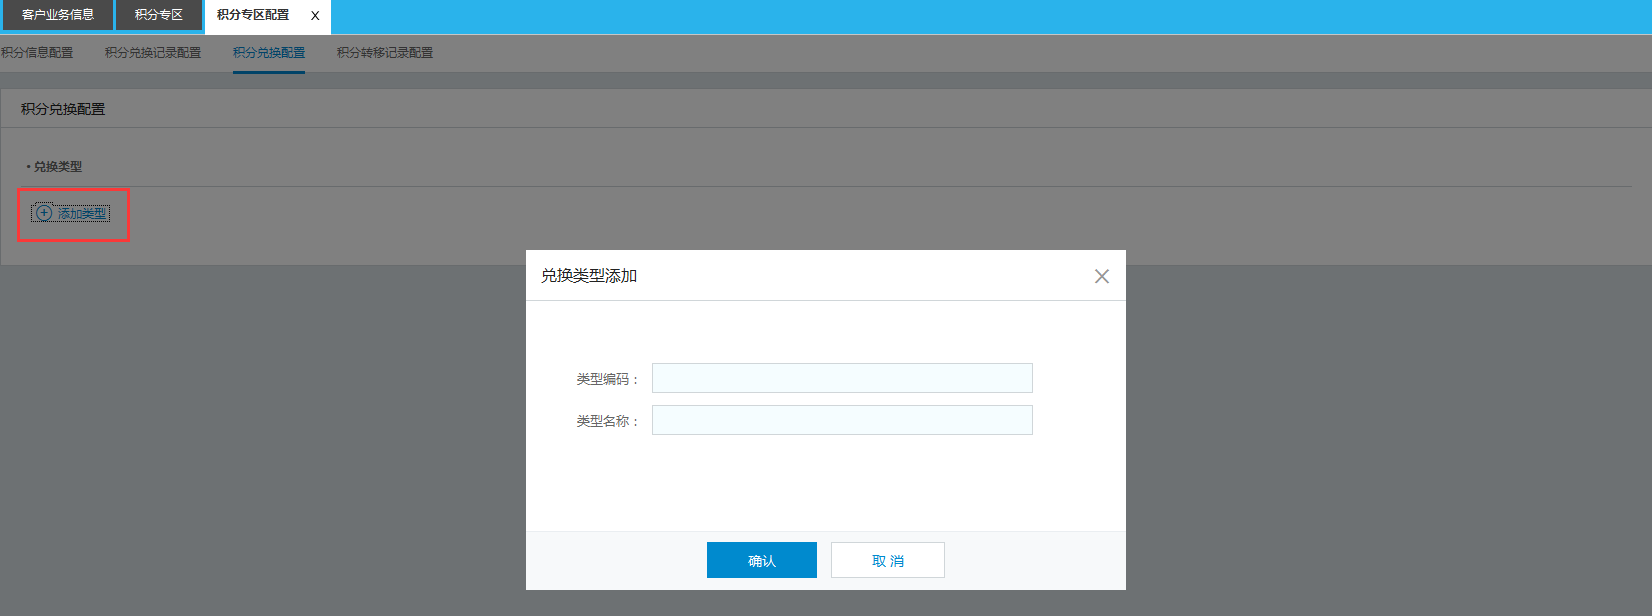 客户业务信息 积分专区 积分专区配置 X
积分信息配置 积分兑换记录配置 积分兑换配置 积分转移记录配置
积分兑换配置
• 兑换类型
添加类型
兑换类型添加
类型编码：
类型名称：
确认 取 消